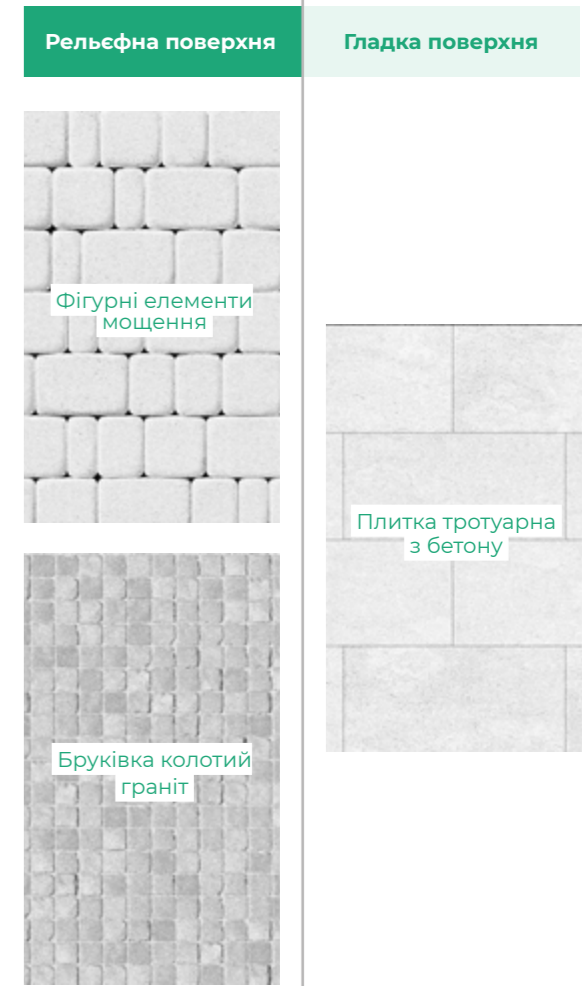 Рельєфна поверхня
Гладка поверхня
Фігурні елементи
мощення
Плитка тротуарна
з бетону
Бруківка колотий
граніт